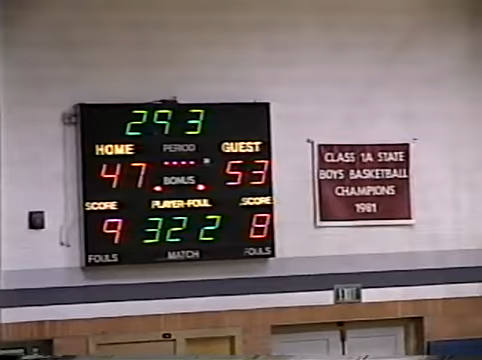 293
HOME PERIOD GUEST
47 BONUS 53
SCORE PLAYER-FOUL SCORE
9 322 8
FOULS MATCH FOULS
CLASS 1A STATE
BOYS BASKETBALL
CHAMPIONS
1981
EXIT